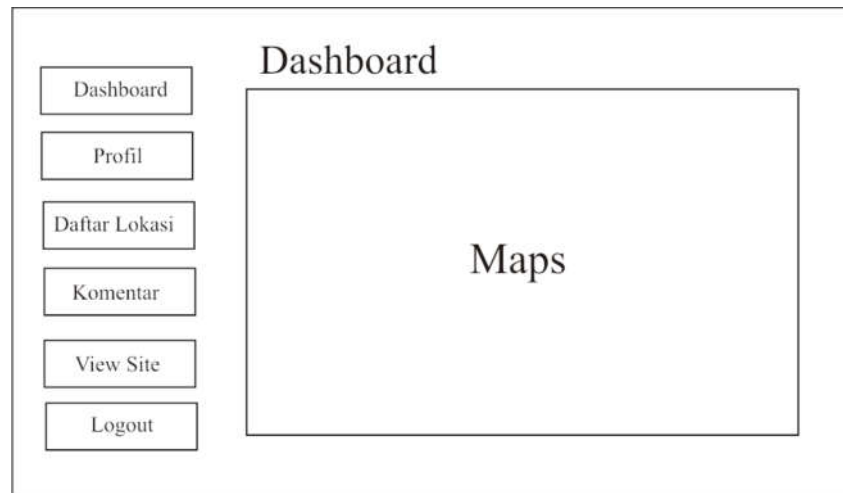 Dashboard
Dashboard
Profil
Daftar Lokasi
Maps
Komentar
View Site
Logout